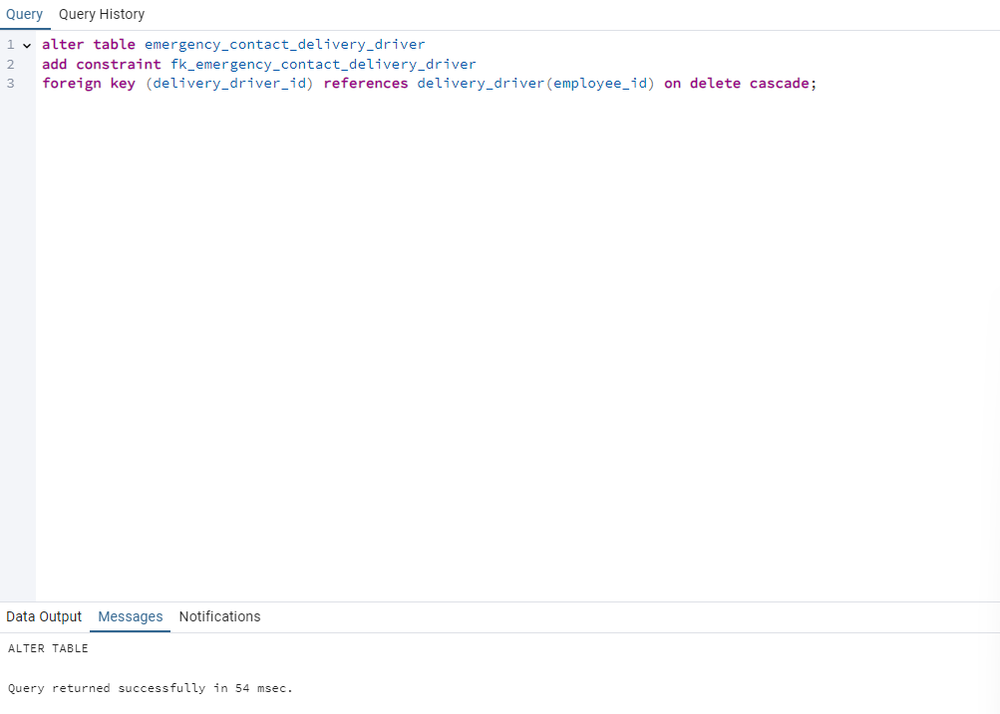 Query Query History
1 alter table emergency_contact_delivery_driver
2 add constraint fk_emergency_contact_delivery_driver
3 foreign key (delivery_driver_id) references delivery_driver(employee_id) on delete cascade;
Data Output Messages Notifications
ALTER TABLE
Query returned successfully in 54 msec.